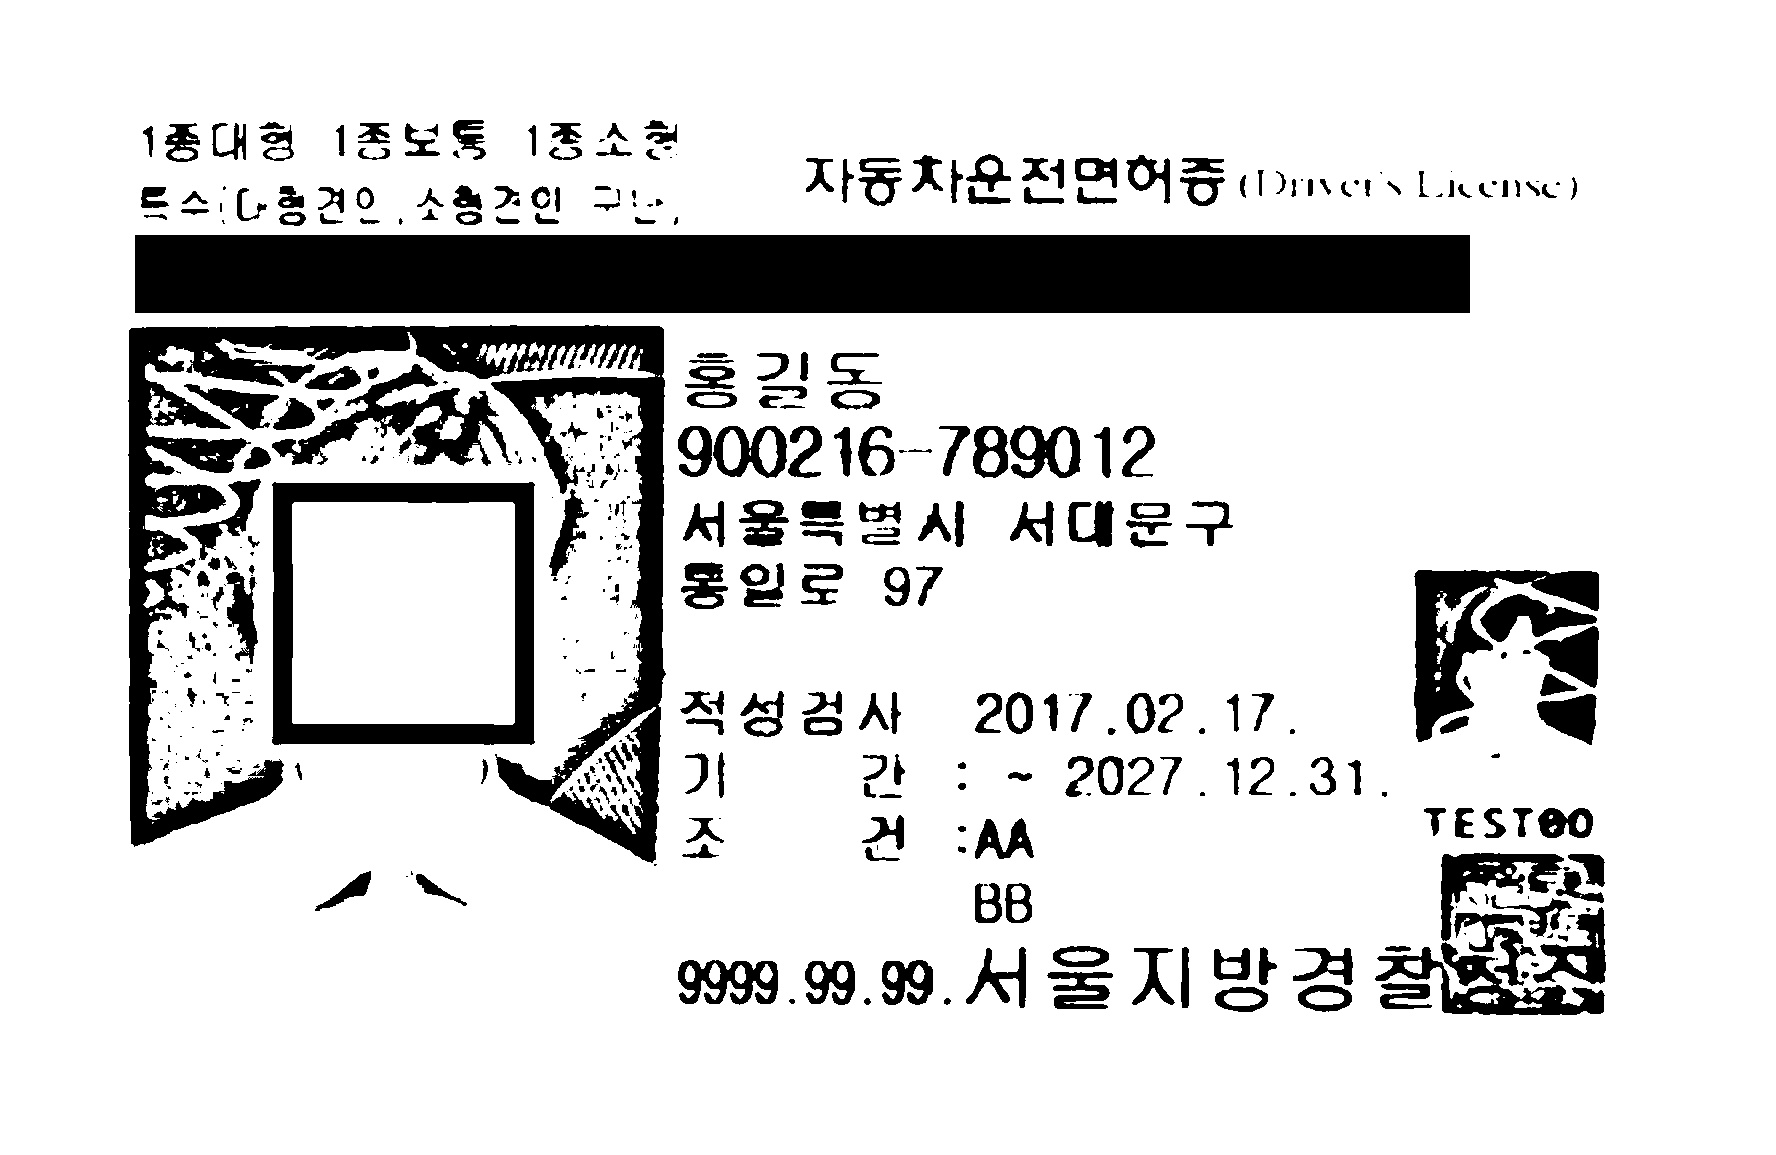 1종대형 1종보통 1종소형
특수(대형견인,소형견인,구난,
자동차운전면허증(Driver's License)
홍길동
900216-789012
서울특별시 서대문구
통일로 97
적성검사 2017.02.17.
기 간 : ~ 2027.12.31.
조 건 :AA
BB
TEST00
9999.99.99.서울지방경찰청장